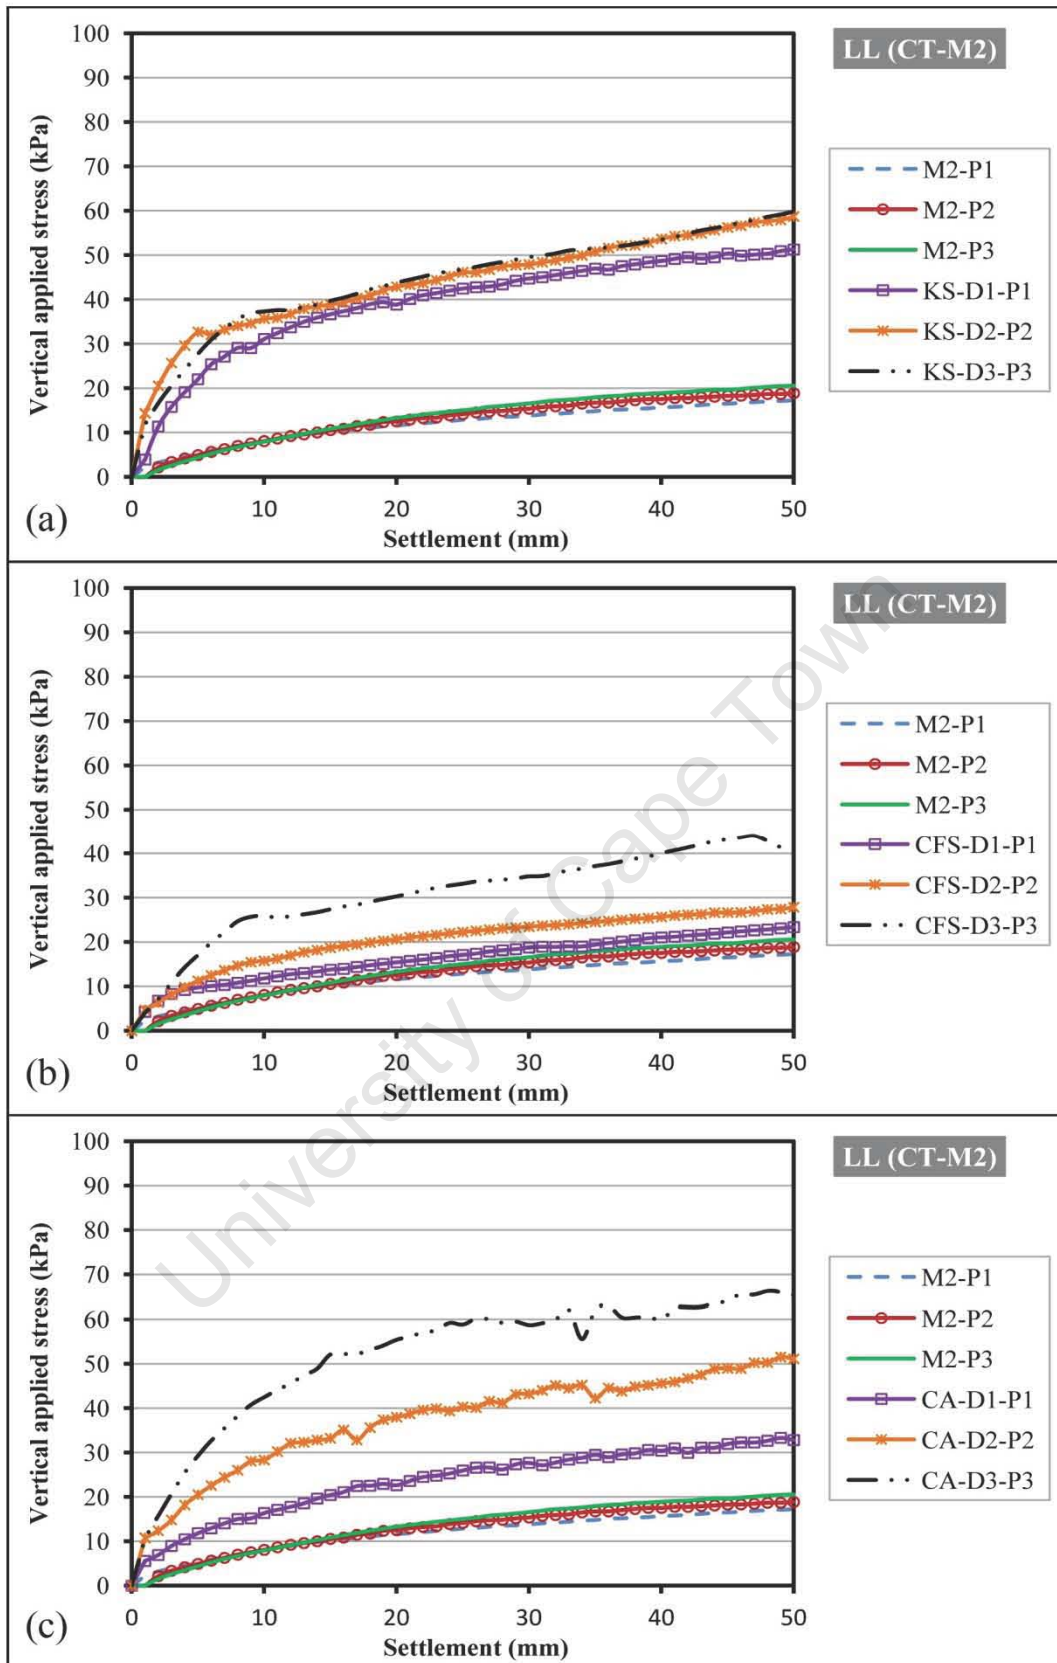 LL (CT-M2)
Vertical applied stress (kPa)
100
90
80
70
60
50
40
30
20
10
0
0 10 20 30 40 50
Settlement (mm)
(a)
M2-P1
M2-P2
M2-P3
KS-D1-P1
KS-D2-P2
KS-D3-P3
LL (CT-M2)
Vertical applied stress (kPa)
100
90
80
70
60
50
40
30
20
10
0
0 10 20 30 40 50
Settlement (mm)
(b)
M2-P1
M2-P2
M2-P3
CFS-D1-P1
CFS-D2-P2
CFS-D3-P3
LL (CT-M2)
Vertical applied stress (kPa)
100
90
80
70
60
50
40
30
20
10
0
0 10 20 30 40 50
Settlement (mm)
(c)
M2-P1
M2-P2
M2-P3
CA-D1-P1
CA-D2-P2
CA-D3-P3
University of Cape Town